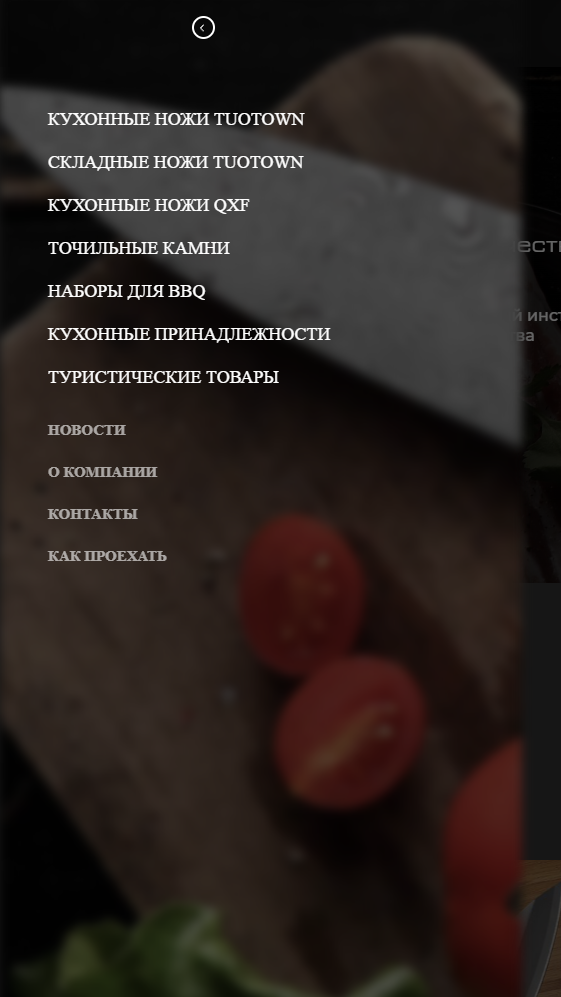 КУХОННЫЕ НОЖИ TUOTOWN
СКЛАДНЫЕ НОЖИ TUOTOWN
КУХОННЫЕ НОЖИ QXF
ТОЧИЛЬНЫЕ КАМНИ
НАБОРЫ ДЛЯ BBQ
КУХОННЫЕ ПРИНАДЛЕЖНОСТИ
ТУРИСТИЧЕСКИЕ ТОВАРЫ
НОВОСТИ
О КОМПАНИИ
КОНТАКТЫ
КАК ПРОЕХАТЬ